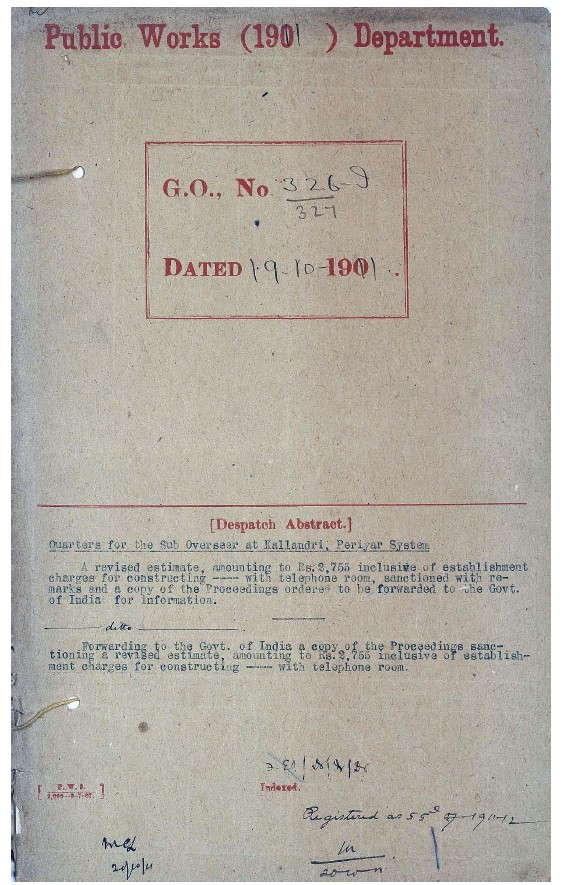 Public Works (1901 ) Department.
G.O., No. 326-I
327
DATED 19-10-1901.
[Despatch Abstract.]
Quarters for the Sub Overseer at Kallandri, Periyar System
A revised estimate, amounting to Rs.2,755 inclusive of establishment
charges for constructing ---- with telephone room, sanctioned with re-
marks and a copy of the Proceedings ordered to be forwarded to the Govt.
of India for information.
ditto
Forwarding to the Govt. of India a copy of the Proceedings sanc-
tioning a revised estimate, amounting to Rs.2,755 inclusive of establish-
ment charges for constructing ---- with telephone room.
[ P.W.D.
Indexed.
Registered as 55 of 1911-12